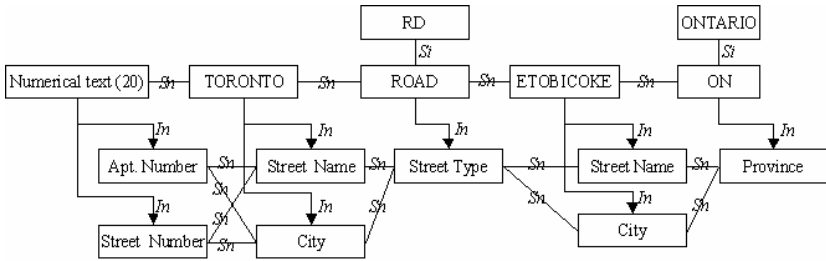 RD
ONTARIO
Si
Si
Numerical text (20)
Sn
TORONTO
Sn
ROAD
Sn
ETOBICOKE
Sn
ON
In
In
In
In
In
Apt. Number
Sn
Street Name
Sn
Street Type
Sn
Street Name
Sn
Province
Sn
In
In
Sn
Sn
In
Sn
Sn
Street Number
Sn
City
City